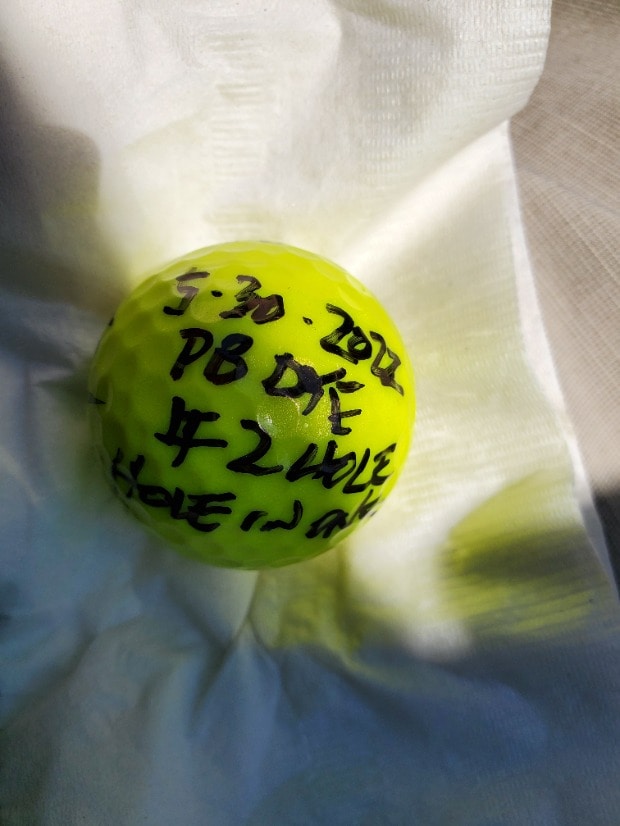 5.30.2022
PB DYE
#2 HOLE
HOLE IN ONE